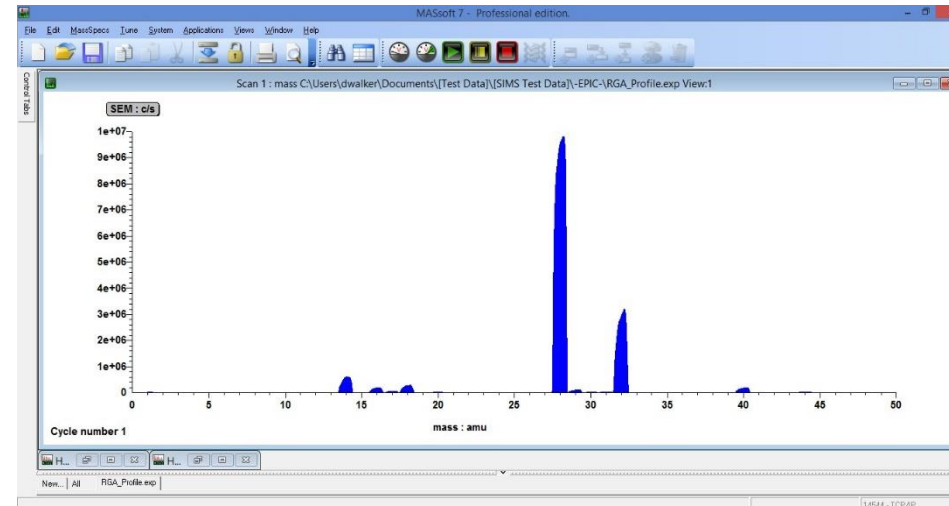 MASsoft 7 - Professional edition.
File Edit MassSpecs Tune System Applications Views Window Help
Control Tabs
Scan 1 : mass C:\Users\dwalker\Documents\[Test Data]\[SIMS Test Data]\-EPIC-\RGA_Profile.exp View:1
SEM : c/s
1e+07
9e+06
8e+06
7e+06
6e+06
5e+06
4e+06
3e+06
2e+06
1e+06
0
0 5 10 15 20 25 30 35 40 45 50
Cycle number 1
mass : amu
H... H...
New... All RGA_Profile.exp